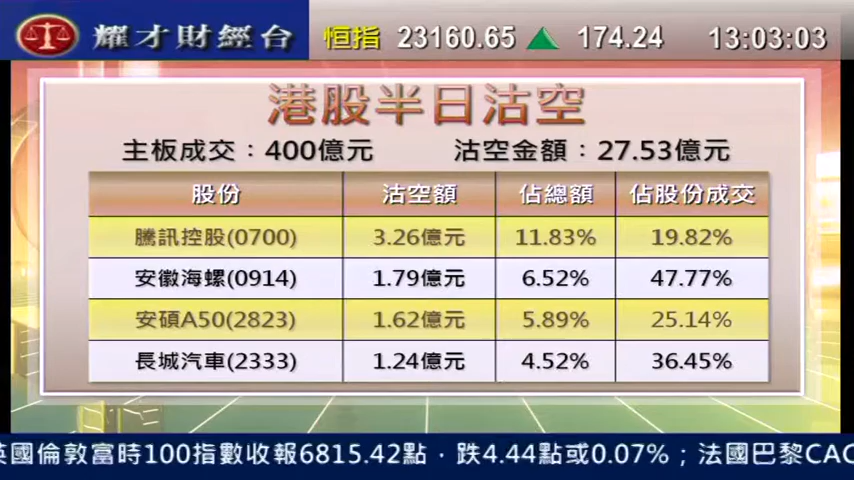 耀才財經台
恒指 23160.65 174.24 13:03:03
港股半日沽空
主板成交：400億元 沽空金額：27.53億元
股份 沽空額 佔總額 佔股份成交
騰訊控股(0700) 3.26億元 11.83% 19.82%
安徽海螺(0914) 1.79億元 6.52% 47.77%
安碩A50(2823) 1.62億元 5.89% 25.14%
長城汽車(2333) 1.24億元 4.52% 36.45%
英國倫敦富時100指數收報6815.42點，跌4.44點或0.07%；法國巴黎CAC